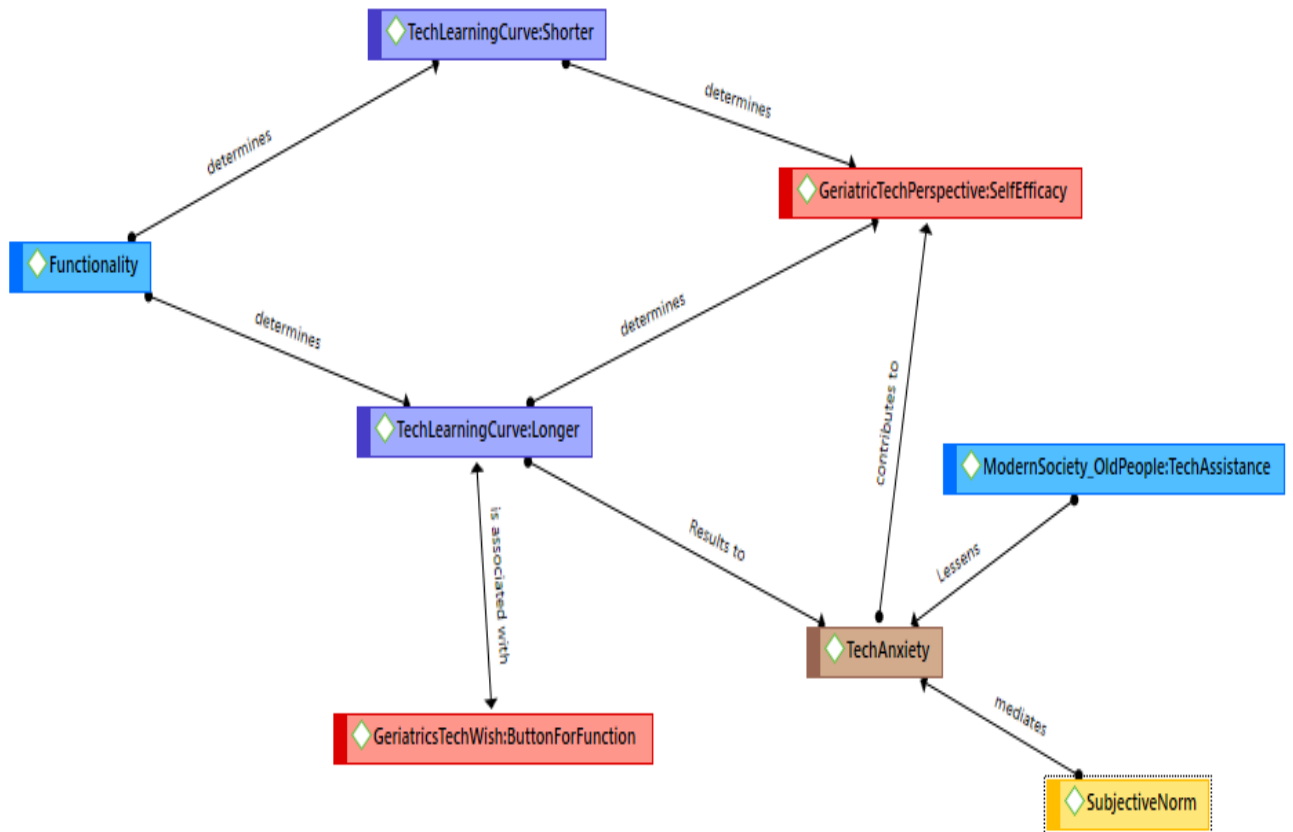 TechLearningCurve:Shorter
determines
determines
GeriatricTechPerspective:SelfEfficacy
Functionality
determines
determines
contributes to
TechLearningCurve:Longer
ModernSociety_OldPeople:TechAssistance
is associated with
Results to
Lessens
TechAnxiety
GeriatricsTechWish:ButtonForFunction
mediates
SubjectiveNorm